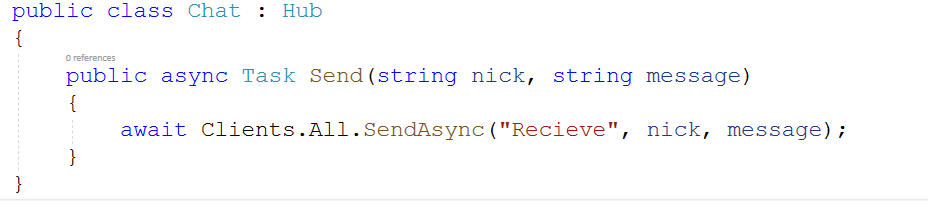 public class Chat : Hub
{
0 references
public async Task Send(string nick, string message)
{
await Clients.All.SendAsync("Recieve", nick, message);
}
}